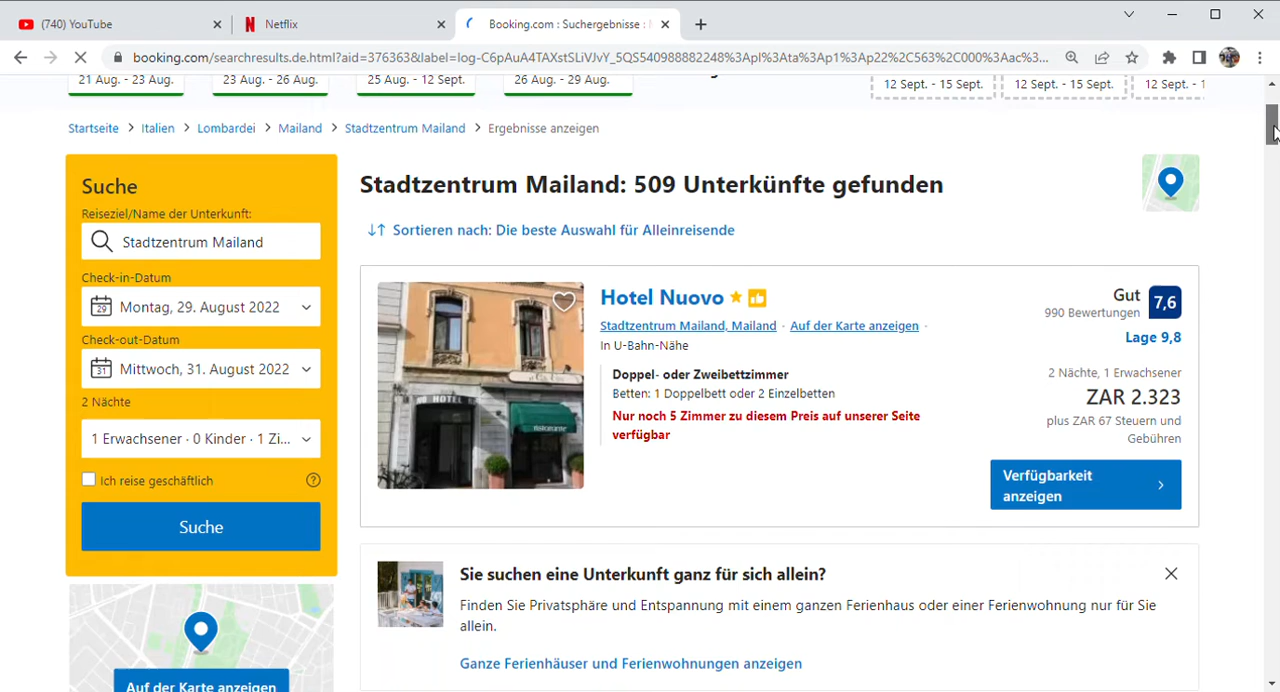 (740) YouTube
Netflix
Booking.com : Suchergebnisse :
booking.com/searchresults.de.html?aid=376363&label=log-C6pAuA4TAXstSLiVJvY_5QS540988882248%3Apl%3Ata%3Ap1%3Ap22%2C563%2C000%3Aac%3...
21 Aug. - 23 Aug.
23 Aug. - 26 Aug.
25 Aug. - 12 Sept.
26 Aug. - 29 Aug.
12 Sept. - 15 Sept.
12 Sept. - 15 Sept.
12 Sept. - 1
Startseite > Italien > Lombardei > Mailand > Stadtzentrum Mailand > Ergebnisse anzeigen
Suche
Reiseziel/Name der Unterkunft:
Stadtzentrum Mailand
Check-in-Datum
29 Montag, 29. August 2022
Check-out-Datum
31 Mittwoch, 31. August 2022
2 Nächte
1 Erwachsener · 0 Kinder · 1 Zi...
Ich reise geschäftlich
Suche
Auf der Karte anzeigen
Stadtzentrum Mailand: 509 Unterkünfte gefunden
Sortieren nach: Die beste Auswahl für Alleinreisende
HOTEL NUOVO
ristorante
Hotel Nuovo
Stadtzentrum Mailand, Mailand · Auf der Karte anzeigen ·
In U-Bahn-Nähe
Doppel- oder Zweibettzimmer
Betten: 1 Doppelbett oder 2 Einzelbetten
Nur noch 5 Zimmer zu diesem Preis auf unserer Seite
verfügbar
Gut
7,6
990 Bewertungen
Lage 9,8
2 Nächte, 1 Erwachsener
ZAR 2.323
plus ZAR 67 Steuern und
Gebühren
Verfügbarkeit
anzeigen
Sie suchen eine Unterkunft ganz für sich allein?
Finden Sie Privatsphäre und Entspannung mit einem ganzen Ferienhaus oder einer Ferienwohnung nur für Sie
allein.
Ganze Ferienhäuser und Ferienwohnungen anzeigen